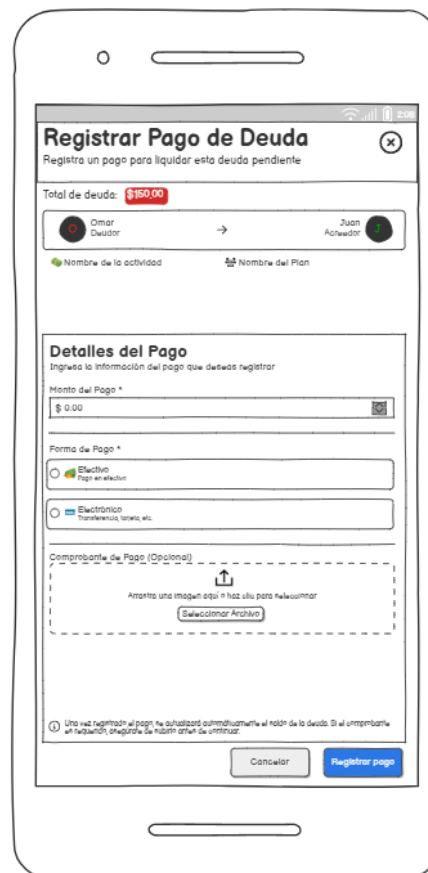 2:08
Registrar Pago de Deuda
Registra un pago para liquidar esta deuda pendiente
Total de deuda: $150,00
O
Omar
Deudor
→
Juan
Acreedor
J
Nombre de la actividad
Nombre del Plan
Detalles del Pago
Ingresa la información del pago que deseas registrar
Monto del Pago *
$ 0.00
Forma de Pago *
Efectivo
Pago en efectivo
Electrónico
Transferencia, tarjeta, etc.
Comprobante de Pago (Opcional)
Arrastra una imagen aquí o haz clic para seleccionar
Seleccionar Archivo
Una vez registrado el pago, se actualizará automáticamente el saldo de la deuda. Si el comprobante
es requerido, asegúrate de subirlo antes de continuar.
Cancelar
Registrar pago